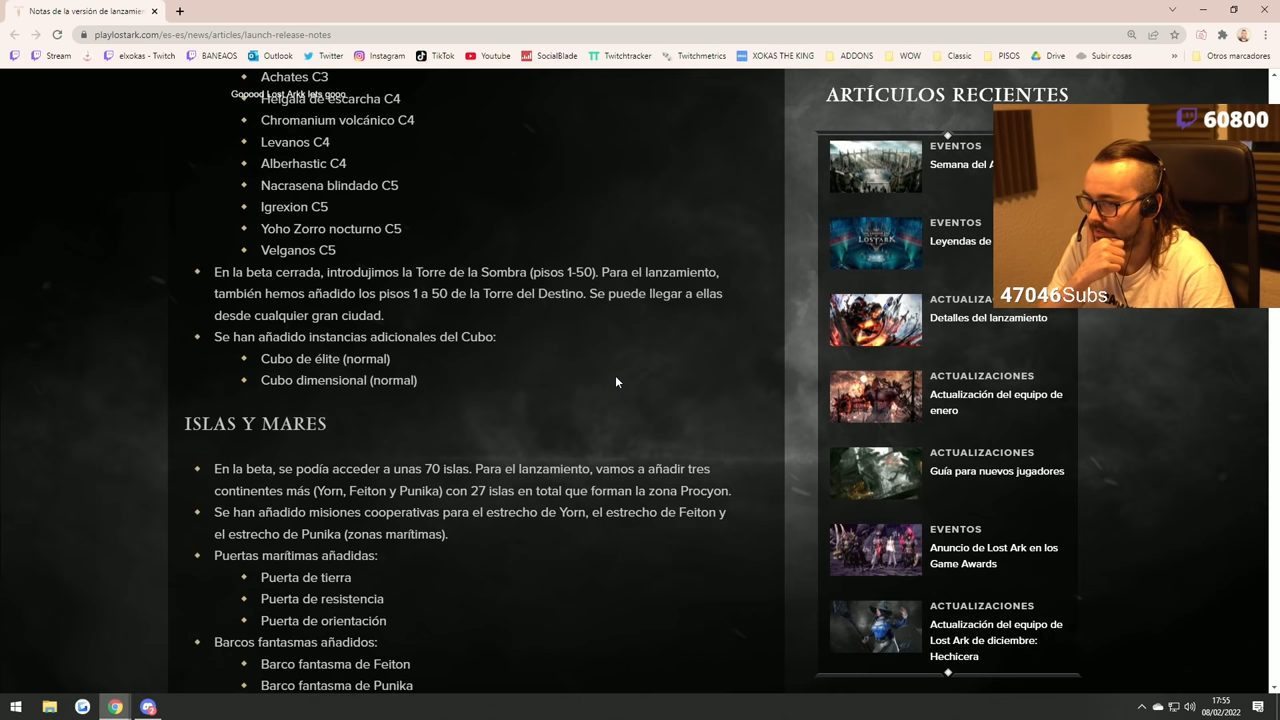 Notas de la versión de lanzamien
playlostark.com/es-es/news/articles/launch-release-notes
Stream
elxokas - Twitch
BANEAOS
Outlook
Twitter
Instagram
TikTok
Youtube
SocialBlade
Twitchtracker
Twitchmetrics
XOKAS THE KING
ADDONS
WOW
Classic
PISOS
Drive
Subir cosas
»
Otros marcadores
Achates C3
Gooood Lost Arkk lets gooo
Helgaia de escarcha C4
Chromanium volcánico C4
Levanos C4
Alberhastic C4
Nacrasena blindado C5
Igrexion C5
Yoho Zorro nocturno C5
Velganos C5
En la beta cerrada, introdujimos la Torre de la Sombra (pisos 1-50). Para el lanzamiento,
también hemos añadido los pisos 1 a 50 de la Torre del Destino. Se puede llegar a ellas
desde cualquier gran ciudad.
Se han añadido instancias adicionales del Cubo:
Cubo de élite (normal)
Cubo dimensional (normal)
ISLAS Y MARES
En la beta, se podía acceder a unas 70 islas. Para el lanzamiento, vamos a añadir tres
continentes más (Yorn, Feiton y Punika) con 27 islas en total que forman la zona Procyon.
Se han añadido misiones cooperativas para el estrecho de Yorn, el estrecho de Feiton y
el estrecho de Punika (zonas marítimas).
Puertas marítimas añadidas:
Puerta de tierra
Puerta de resistencia
Puerta de orientación
Barcos fantasmas añadidos:
Barco fantasma de Feiton
Barco fantasma de Punika
ARTÍCULOS RECIENTES
EVENTOS
Semana del A
EVENTOS
Leyendas de
LOST ARK
ACTUALIZA
Detalles del lanzamiento
ACTUALIZACIONES
Actualización del equipo de
enero
ACTUALIZACIONES
Guía para nuevos jugadores
EVENTOS
Anuncio de Lost Ark en los
Game Awards
ACTUALIZACIONES
Actualización del equipo de
Lost Ark de diciembre:
Hechicera
60800
47046Subs
17:55
08/02/2022